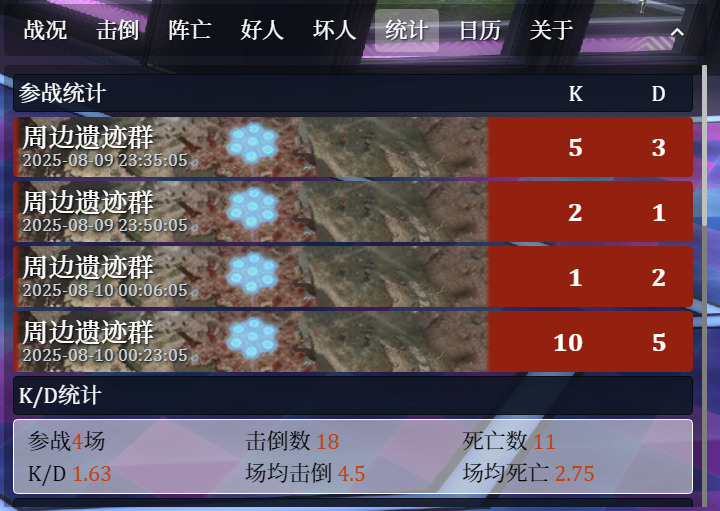 战况 击倒 阵亡 好人 坏人 统计 日历 关于
参战统计 K D
周边遗迹群 5 3
2025-08-09 23:35:05
周边遗迹群 2 1
2025-08-09 23:50:05
周边遗迹群 1 2
2025-08-10 00:06:05
周边遗迹群 10 5
2025-08-10 00:23:05
K/D统计
参战4场 击倒数 18 死亡数 11
K/D 1.63 场均击倒 4.5 场均死亡 2.75